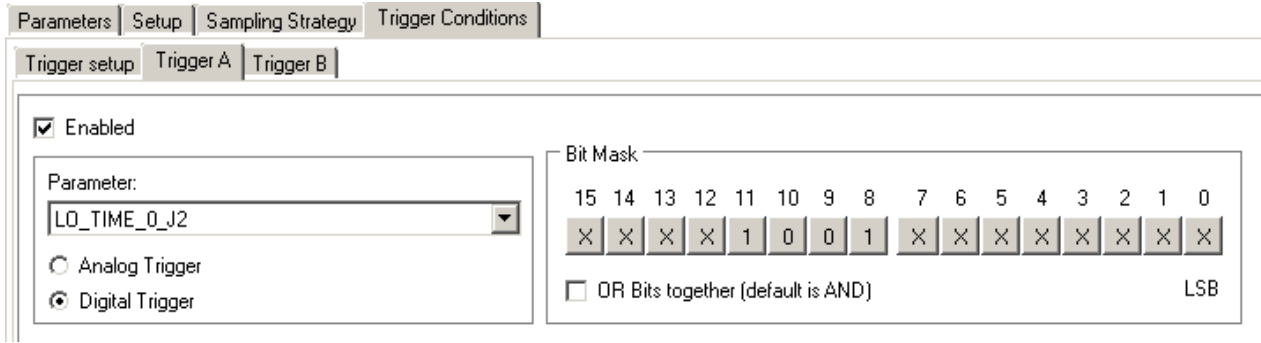 Parameters Setup Sampling Strategy Trigger Conditions
Trigger setup Trigger A Trigger B
Enabled
Parameter:
LO_TIME_0_J2
Analog Trigger
Digital Trigger
Bit Mask
15 14 13 12 11 10 9 8 7 6 5 4 3 2 1 0
X X X X 1 0 0 1 X X X X X X X X
OR Bits together (default is AND) LSB